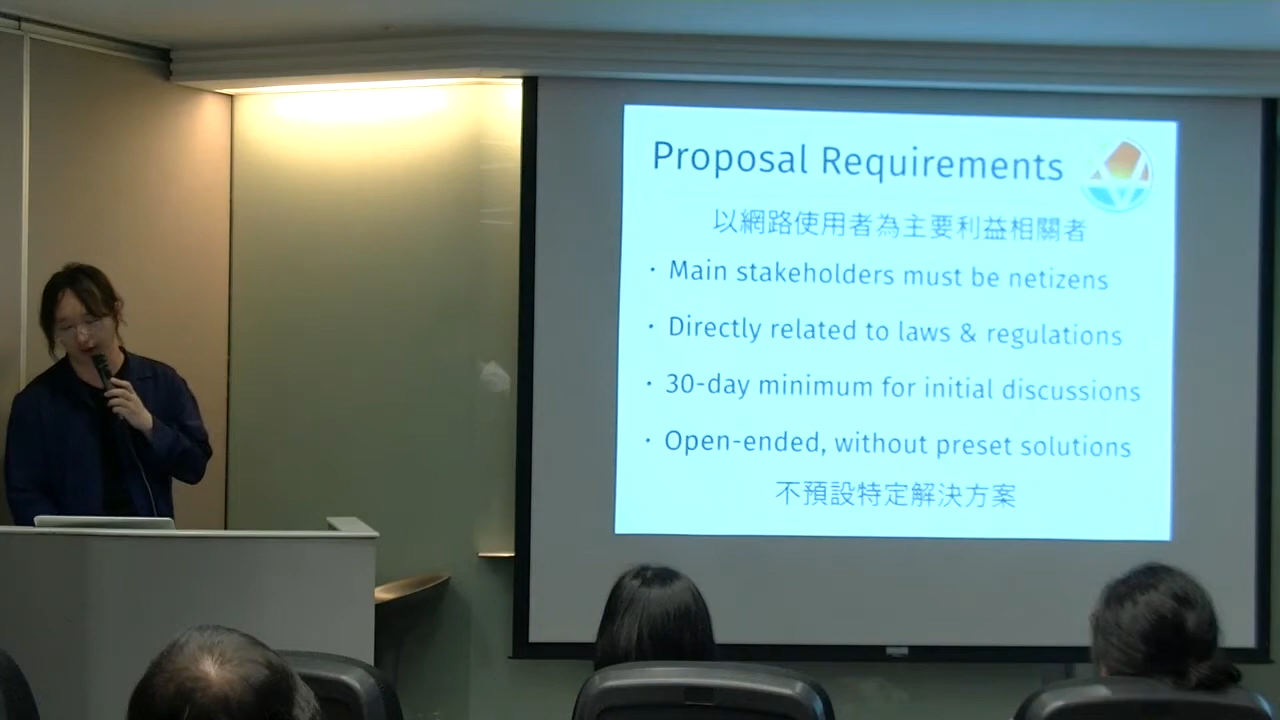 Proposal Requirements
以網路使用者為主要利益相關者
· Main stakeholders must be netizens
· Directly related to laws & regulations
· 30-day minimum for initial discussions
· Open-ended, without preset solutions
不預設特定解決方案